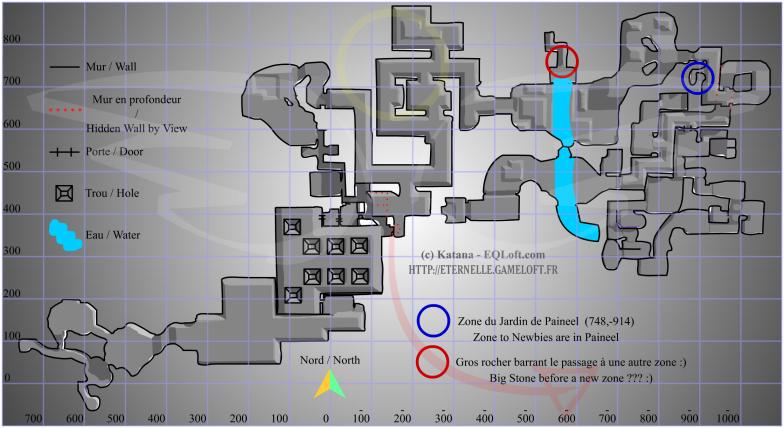 800
700
600
500
400
300
200
100
0
Mur / Wall
Mur en profondeur
/
Hidden Wall by View
Porte / Door
Trou / Hole
Eau / Water
(c) Katana - EQLoft.com
HTTP://ETERNELLE.GAMELOFT.FR
Zone du Jardin de Paineel (748,-914)
Zone to Newbies are in Paineel
Gros rocher barrant le passage à une autre zone :)
Big Stone before a new zone ??? :)
Nord / North
700 600 500 400 300 200 100 0 100 200 300 400 500 600 700 800 900 1000